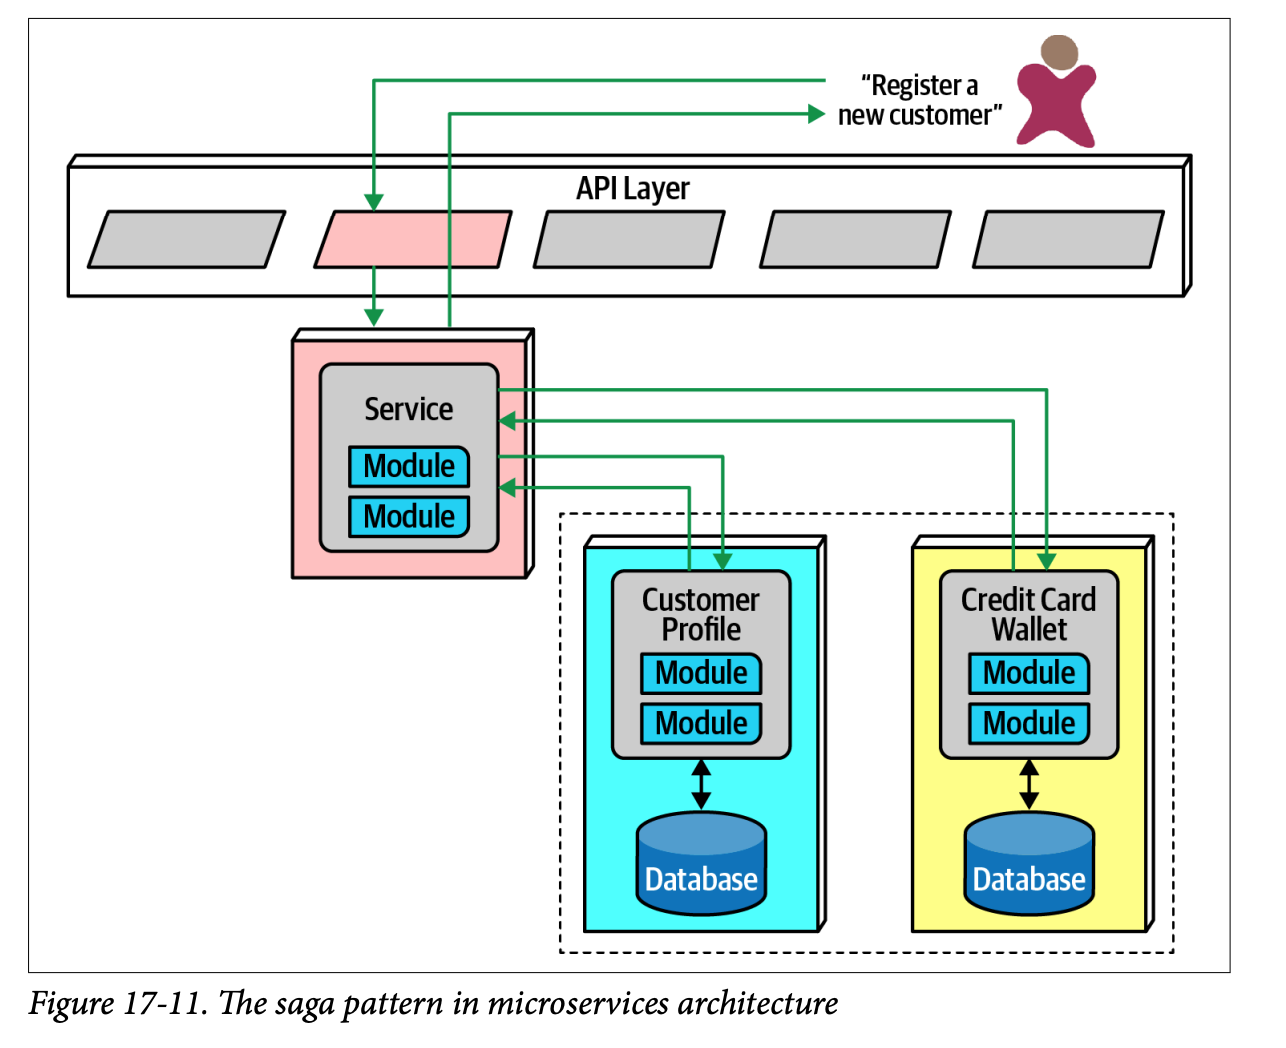 “Register a
new customer”
API Layer
Service
Module
Module
Customer
Profile
Module
Module
Database
Credit Card
Wallet
Module
Module
Database
Figure 17-11. The saga pattern in microservices architecture